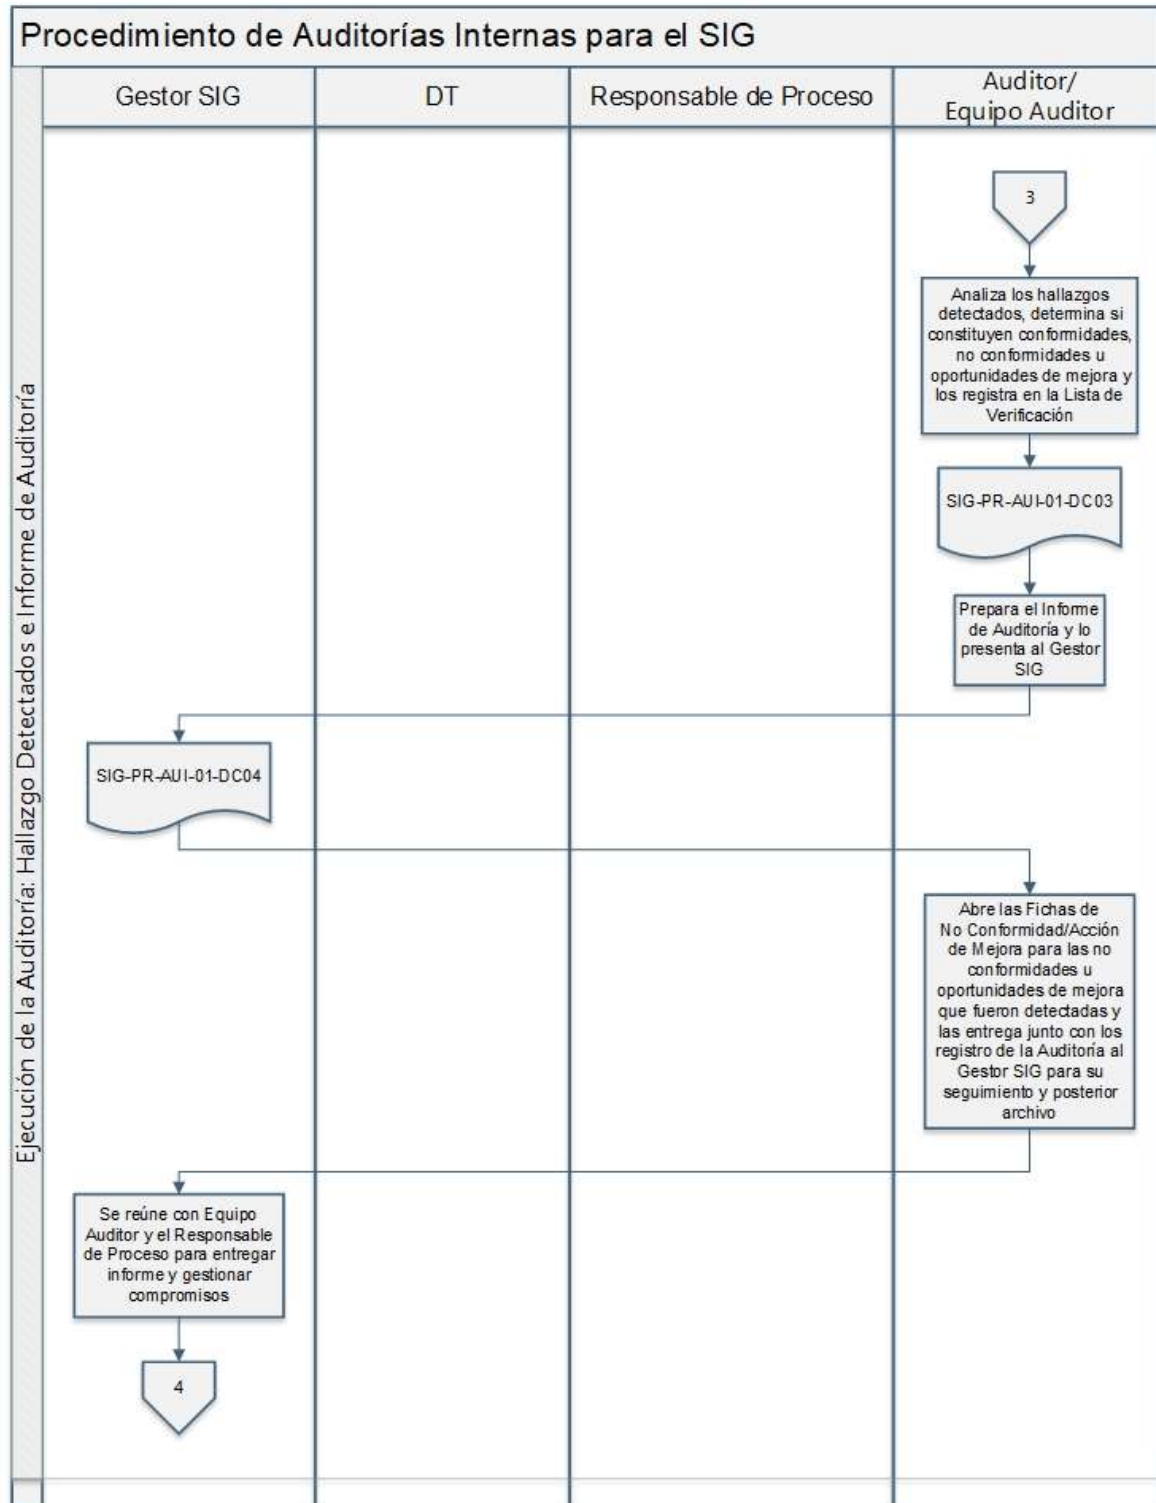 Procedimiento de Auditorías Internas para el SIG
Gestor SIG
DT
Responsable de Proceso
Auditor/
Equipo Auditor
Ejecución de la Auditoría: Hallazgo Detectados e Informe de Auditoría
3
Analiza los hallazgos
detectados, determina si
constituyen conformidades,
no conformidades u
oportunidades de mejora y
los registra en la Lista de
Verificación
SIG-PR-AUI-01-DC03
Prepara el Informe
de Auditoría y lo
presenta al Gestor
SIG
SIG-PR-AUI-01-DC04
Abre las Fichas de
No Conformidad/Acción
de Mejora para las no
conformidades u
oportunidades de mejora
que fueron detectadas y
las entrega junto con los
registro de la Auditoría al
Gestor SIG para su
seguimiento y posterior
archivo
Se reúne con Equipo
Auditor y el Responsable
de Proceso para entregar
informe y gestionar
compromisos
4